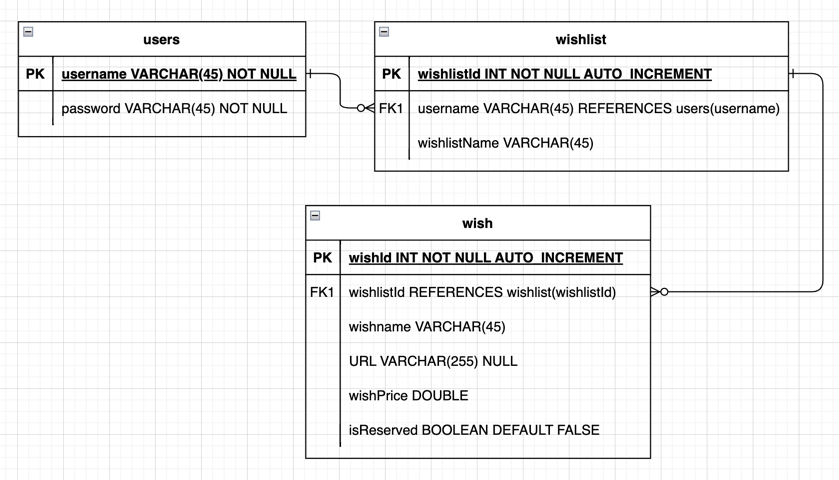 users
PK username VARCHAR(45) NOT NULL
password VARCHAR(45) NOT NULL
wishlist
PK wishlistId INT NOT NULL AUTO_INCREMENT
FK1 username VARCHAR(45) REFERENCES users(username)
wishlistName VARCHAR(45)
wish
PK wishId INT NOT NULL AUTO_INCREMENT
FK1 wishlistId REFERENCES wishlist(wishlistId)
wishname VARCHAR(45)
URL VARCHAR(255) NULL
wishPrice DOUBLE
isReserved BOOLEAN DEFAULT FALSE